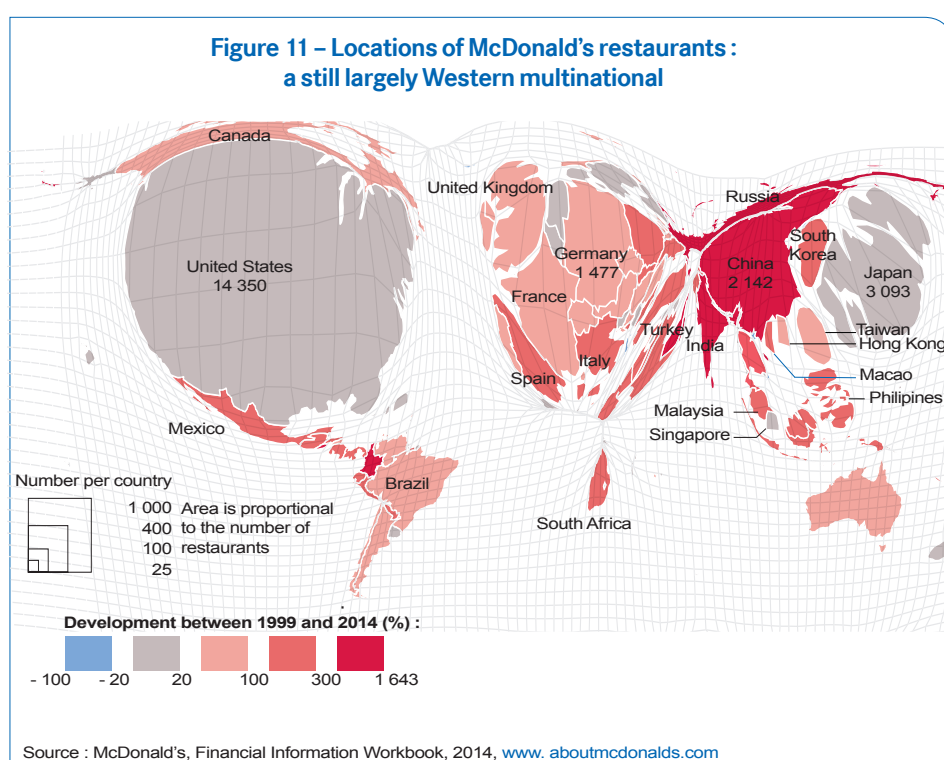 Figure 11 – Locations of McDonald's restaurants :
a still largely Western multinational
Canada
United Kingdom
Russia
United States
14 350
Germany
1 477
South
Korea
China
2 142
Japan
3 093
France
Turkey
India
Taiwan
Hong Kong
Italy
Spain
Macao
Philipines
Mexico
Malaysia
Singapore
Brazil
South Africa
Number per country
1 000
400
100
25
Area is proportional
to the number of
restaurants
Development between 1999 and 2014 (%) :
- 100 - 20 20 100 300 1 643
Source : McDonald's, Financial Information Workbook, 2014, www. aboutmcdonalds.com